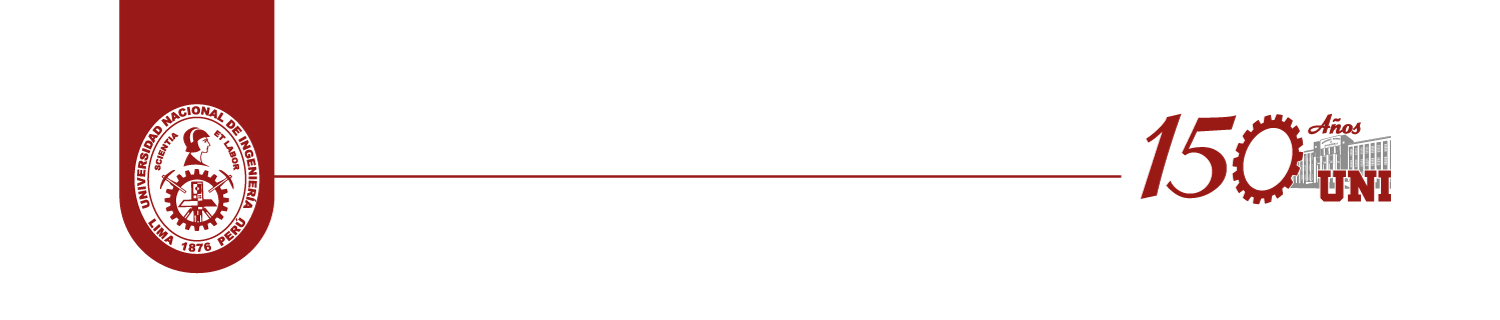 UNIVERSIDAD NACIONAL DE INGENIERÍA
SCIENTIA ET LABOR
LIMA 1876 PERÚ
150 Años
UNI